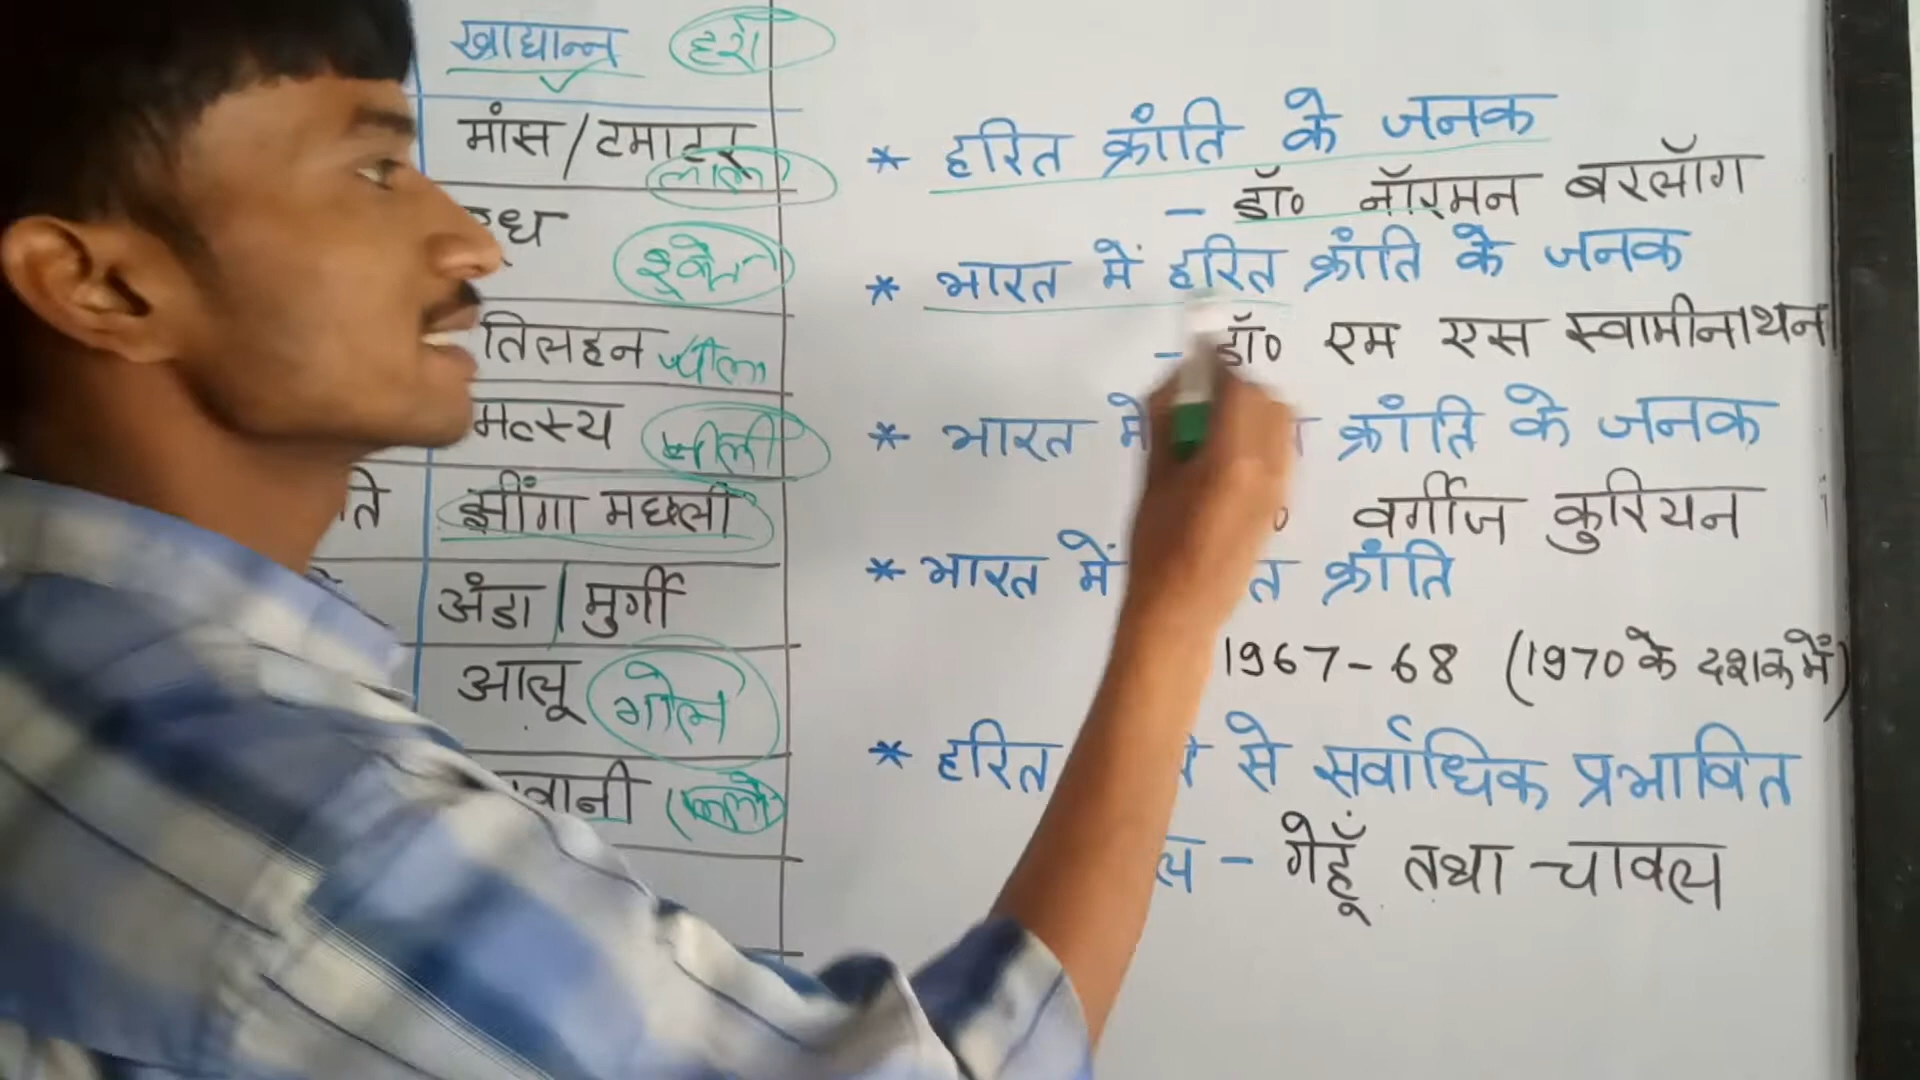 खाद्यान्न हरी
मांस/टमाटर लाल
तिलहन पीला
मत्स्य नीली
झींगा मछली
अंडा/मुर्गी
आलू गोल
* हरित क्रांति के जनक
- डॉ० नॉरमन बरलॉग
* भारत में हरित क्रांति के जनक
- डॉ० एम एस स्वामीनाथन
* भारत में क्रांति के जनक
वर्गीज कुरियन
* भारत में क्रांति
1967-68 (1970 के दशक में)
* हरित से सर्वाधिक प्रभावित
- गेहूँ तथा चावल